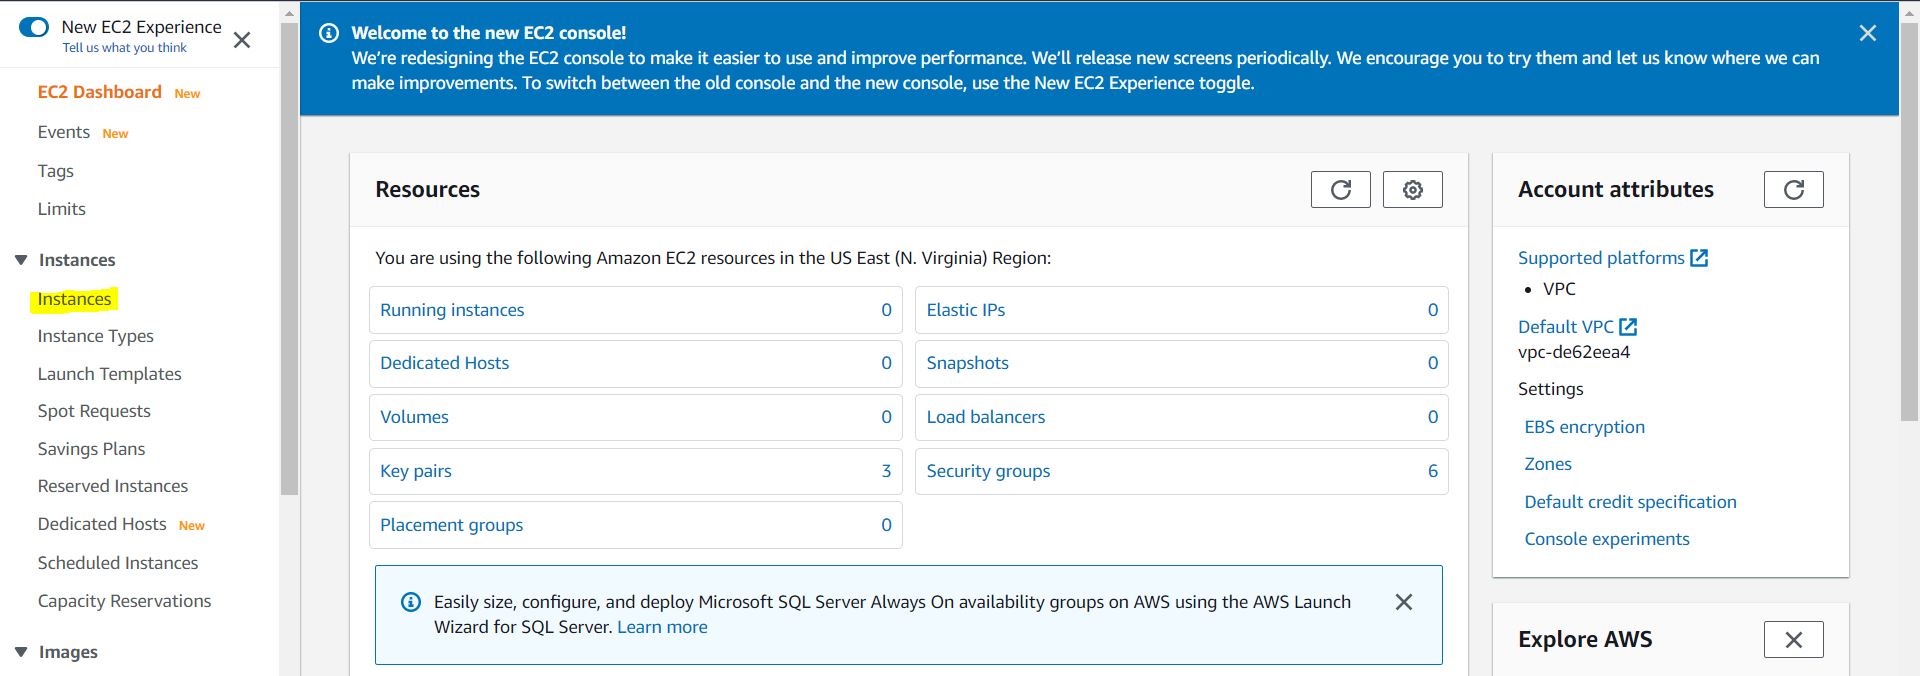 New EC2 Experience
Tell us what you think
EC2 Dashboard New
Events New
Tags
Limits
Instances
Instances
Instance Types
Launch Templates
Spot Requests
Savings Plans
Reserved Instances
Dedicated Hosts New
Scheduled Instances
Capacity Reservations
Images
Welcome to the new EC2 console!
We're redesigning the EC2 console to make it easier to use and improve performance. We'll release new screens periodically. We encourage you to try them and let us know where we can
make improvements. To switch between the old console and the new console, use the New EC2 Experience toggle.
Resources
You are using the following Amazon EC2 resources in the US East (N. Virginia) Region:
Running instances 0
Elastic IPs 0
Dedicated Hosts 0
Snapshots 0
Volumes 0
Load balancers 0
Key pairs 3
Security groups 6
Placement groups 0
Easily size, configure, and deploy Microsoft SQL Server Always On availability groups on AWS using the AWS Launch
Wizard for SQL Server. Learn more
Account attributes
Supported platforms
• VPC
Default VPC
vpc-de62eea4
Settings
EBS encryption
Zones
Default credit specification
Console experiments
Explore AWS